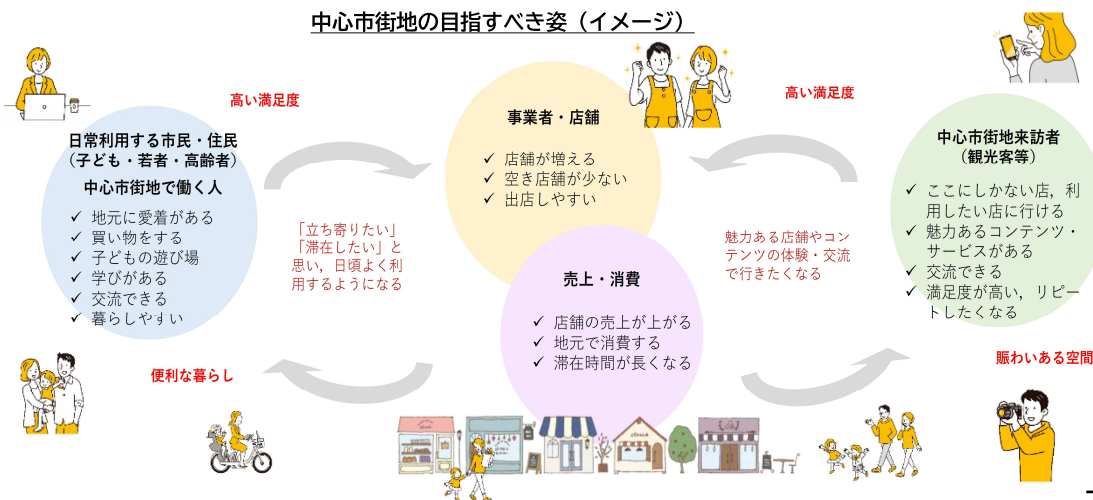 中心市街地の目指すべき姿（イメージ）
高い満足度
高い満足度
日常利用する市民・住民
（子ども・若者・高齢者）
中心市街地で働く人
✓ 地元に愛着がある
✓ 買い物をする
✓ 子どもの遊び場
✓ 学びがある
✓ 交流できる
✓ 暮らしやすい
「立ち寄りたい」
「滞在したい」と
思い，日頃よく利
用するようになる
事業者・店舗
✓ 店舗が増える
✓ 空き店舗が少ない
✓ 出店しやすい
売上・消費
✓ 店舗の売上が上がる
✓ 地元で消費する
✓ 滞在時間が長くなる
魅力ある店舗やコン
テンツの体験・交流
で行きたくなる
中心市街地来訪者
（観光客等）
✓ ここにしかない店，利
用したい店に行ける
✓ 魅力あるコンテンツ・
サービスがある
✓ 交流できる
✓ 満足度が高い，リピー
トしたくなる
便利な暮らし
賑わいある空間